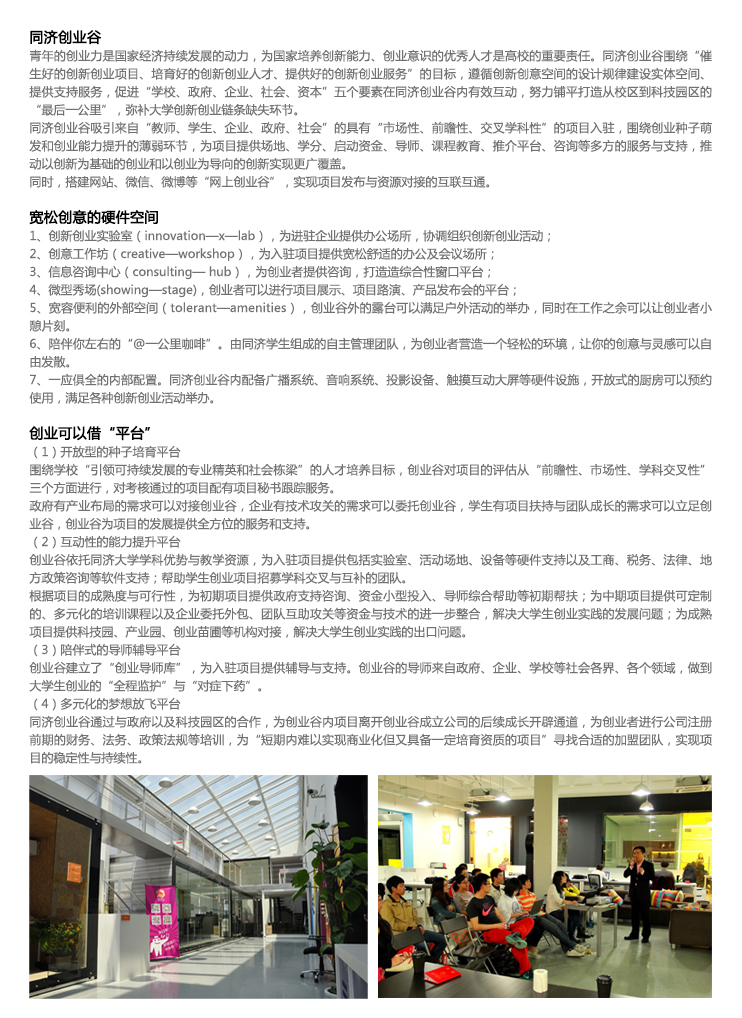 同济创业谷
青年的创业力是国家经济持续发展的动力，为国家培养创新能力、创业意识的优秀人才是高校的重要责任。同济创业谷围绕“催
生好的创新创业项目、培育好的创新创业人才、提供好的创新创业服务”的目标，遵循创新创意空间的设计规律建设实体空间、
提供支持服务，促进“学校、政府、企业、社会、资本”五个要素在同济创业谷内有效互动，努力铺平打造从校区到科技园区的
“最后一公里”，弥补大学创新创业链条缺失环节。
同济创业谷吸引来自“教师、学生、企业、政府、社会”的具有“市场性、前瞻性、交叉学科性”的项目入驻，围绕创业种子萌
发和创业能力提升的薄弱环节，为项目提供场地、学分、启动资金、导师、课程教育、推介平台、咨询等多方的服务与支持，推
动以创新为基础的创业和以创业为导向的创新实现更广覆盖。
同时，搭建网站、微信、微博等“网上创业谷”，实现项目发布与资源对接的互联互通。
宽松创意的硬件空间
1、创新创业实验室（innovation—x—lab），为进驻企业提供办公场所，协调组织创新创业活动；
2、创意工作坊（creative—workshop），为入驻项目提供宽松舒适的办公及会议场所；
3、信息咨询中心（consulting— hub），为创业者提供咨询，打造造综合性窗口平台；
4、微型秀场(showing—stage)，创业者可以进行项目展示、项目路演、产品发布会的平台；
5、宽容便利的外部空间（tolerant—amenities），创业谷外的露台可以满足户外活动的举办，同时在工作之余可以让创业者小
憩片刻。
6、陪伴你左右的“@一公里咖啡”。由同济学生组成的自主管理团队，为创业者营造一个轻松的环境，让你的创意与灵感可以自
由发散。
7、一应俱全的内部配置。同济创业谷内配备广播系统、音响系统、投影设备、触摸互动大屏等硬件设施，开放式的厨房可以预约
使用，满足各种创新创业活动举办。
创业可以借“平台”
（1）开放型的种子培育平台
围绕学校“引领可持续发展的专业精英和社会栋梁”的人才培养目标，创业谷对项目的评估从“前瞻性、市场性、学科交叉性”
三个方面进行，对考核通过的项目配有项目秘书跟踪服务。
政府有产业布局的需求可以对接创业谷，企业有技术攻关的需求可以委托创业谷，学生有项目扶持与团队成长的需求可以立足创
业谷，创业谷为项目的发展提供全方位的服务和支持。
（2）互动性的能力提升平台
创业谷依托同济大学学科优势与教学资源，为入驻项目提供包括实验室、活动场地、设备等硬件支持以及工商、税务、法律、地
方政策咨询等软件支持；帮助学生创业项目招募学科交叉与互补的团队。
根据项目的成熟度与可行性，为初期项目提供政府支持咨询、资金小型投入、导师综合帮助等初期帮扶；为中期项目提供可定制
的、多元化的培训课程以及企业委托外包、团队互助攻关等资金与技术的进一步整合，解决大学生创业实践的发展问题；为成熟
项目提供科技园、产业园、创业苗圃等机构对接，解决大学生创业实践的出口问题。
（3）陪伴式的导师辅导平台
创业谷建立了“创业导师库”，为入驻项目提供辅导与支持。创业谷的导师来自政府、企业、学校等社会各界、各个领域，做到
大学生创业的“全程监护”与“对症下药”。
（4）多元化的梦想放飞平台
同济创业谷通过与政府以及科技园区的合作，为创业谷内项目离开创业谷成立公司的后续成长开辟通道，为创业者进行公司注册
前期的财务、法务、政策法规等培训，为“短期内难以实现商业化但又具备一定培育资质的项目”寻找合适的加盟团队，实现项
目的稳定性与持续性。